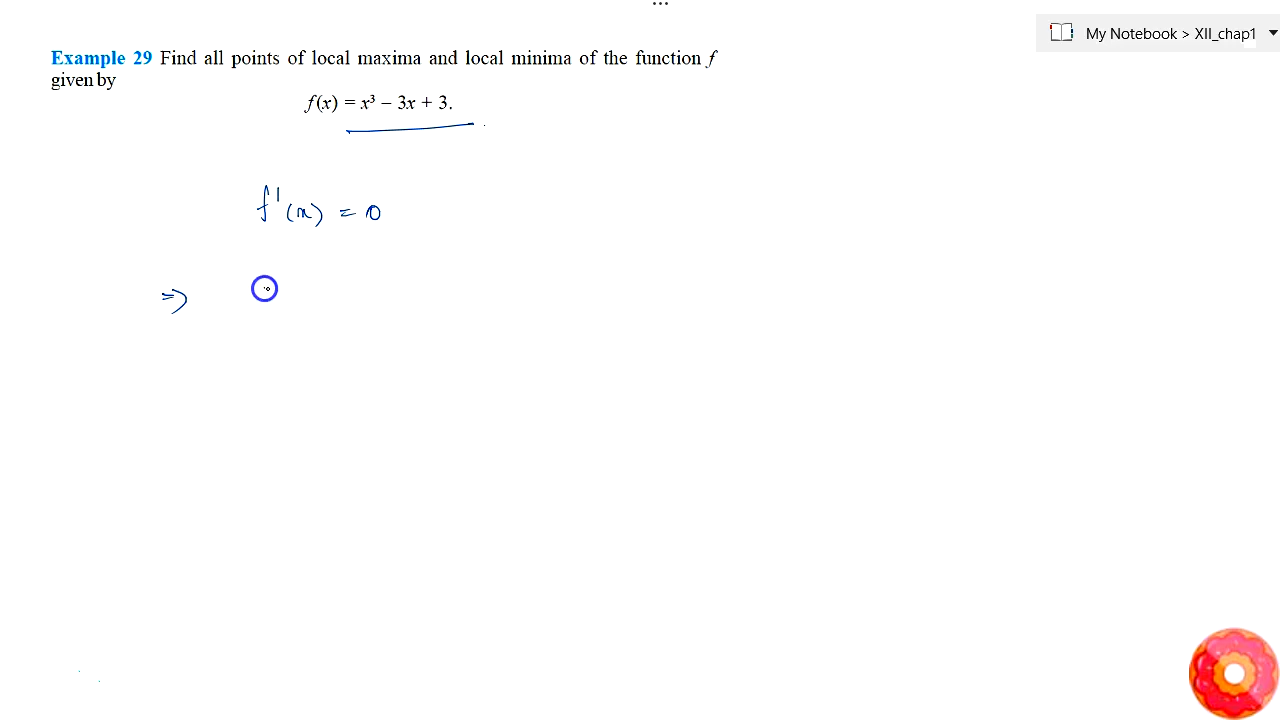 ...
My Notebook > XII_chap1
Example 29 Find all points of local maxima and local minima of the function f
given by
f(x) = x³ – 3x + 3.
f'(x) = 0
⇒